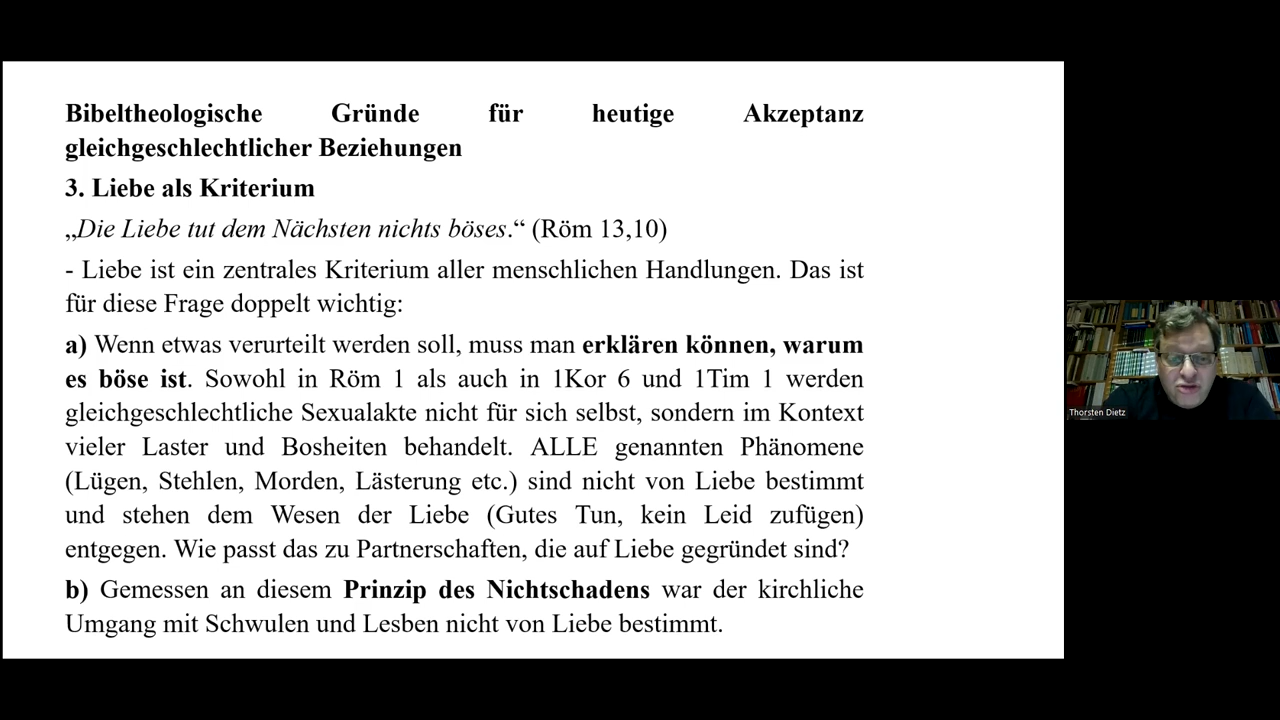 Bibeltheologische Gründe für heutige Akzeptanz
gleichgeschlechtlicher Beziehungen
3. Liebe als Kriterium
„Die Liebe tut dem Nächsten nichts böses.“ (Röm 13,10)
- Liebe ist ein zentrales Kriterium aller menschlichen Handlungen. Das ist
für diese Frage doppelt wichtig:
a) Wenn etwas verurteilt werden soll, muss man erklären können, warum
es böse ist. Sowohl in Röm 1 als auch in 1Kor 6 und 1Tim 1 werden
gleichgeschlechtliche Sexualakte nicht für sich selbst, sondern im Kontext
vieler Laster und Bosheiten behandelt. ALLE genannten Phänomene
(Lügen, Stehlen, Morden, Lästerung etc.) sind nicht von Liebe bestimmt
und stehen dem Wesen der Liebe (Gutes Tun, kein Leid zufügen)
entgegen. Wie passt das zu Partnerschaften, die auf Liebe gegründet sind?
b) Gemessen an diesem Prinzip des Nichtschadens war der kirchliche
Umgang mit Schwulen und Lesben nicht von Liebe bestimmt.
Thorsten Dietz